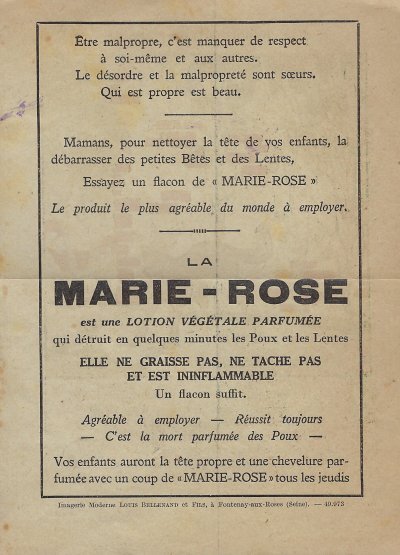 Être malpropre, c'est manquer de respect
à soi-même et aux autres.
Le désordre et la malpropreté sont sœurs.
Qui est propre est beau.
Mamans, pour nettoyer la tête de vos enfants, la
débarrasser des petites Bêtes et des Lentes,
Essayez un flacon de « MARIE-ROSE »
Le produit le plus agréable du monde à employer.
LA
MARIE - ROSE
est une LOTION VÉGÉTALE PARFUMÉE
qui détruit en quelques minutes les Poux et les Lentes
ELLE NE GRAISSE PAS, NE TACHE PAS
ET EST ININFLAMMABLE
Un flacon suffit.
Agréable à employer — Réussit toujours
— C'est la mort parfumée des Poux —
Vos enfants auront la tête propre et une chevelure par-
fumée avec un coup de «MARIE-ROSE» tous les jeudis
Imagerie Moderne LOUIS BELLENAND et FILS, à Fontenay-aux-Roses (Seine). — 49.973